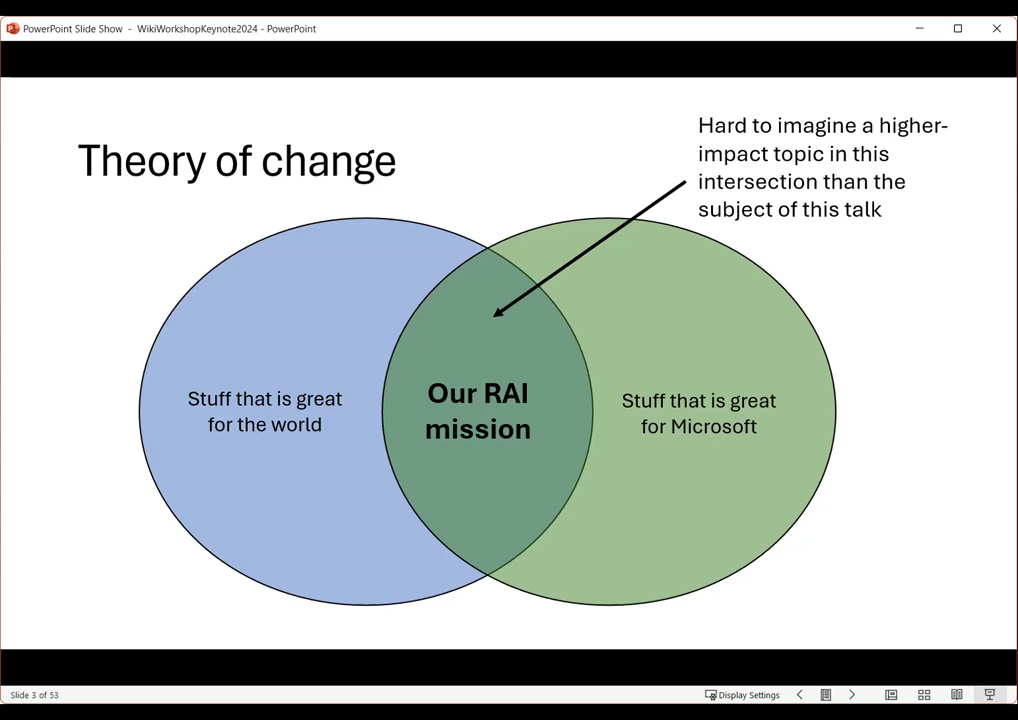 PowerPoint Slide Show - WikiWorkshopKeynote2024 - PowerPoint
Theory of change
Hard to imagine a higher-
impact topic in this
intersection than the
subject of this talk
Stuff that is great
for the world
Our RAI
mission
Stuff that is great
for Microsoft
Slide 3 of 53
Display Settings